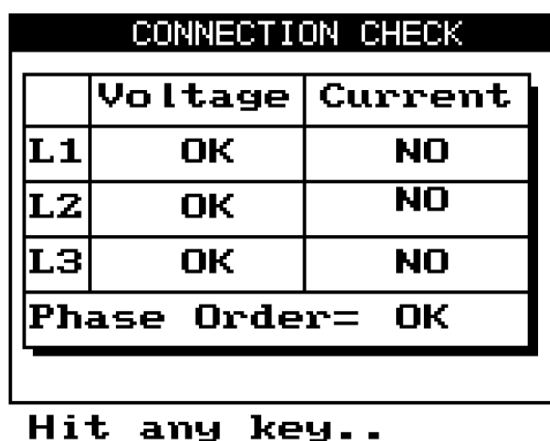 CONNECTION CHECK
Voltage Current
L1 OK NO
L2 OK NO
L3 OK NO
Phase Order= OK
Hit any key..